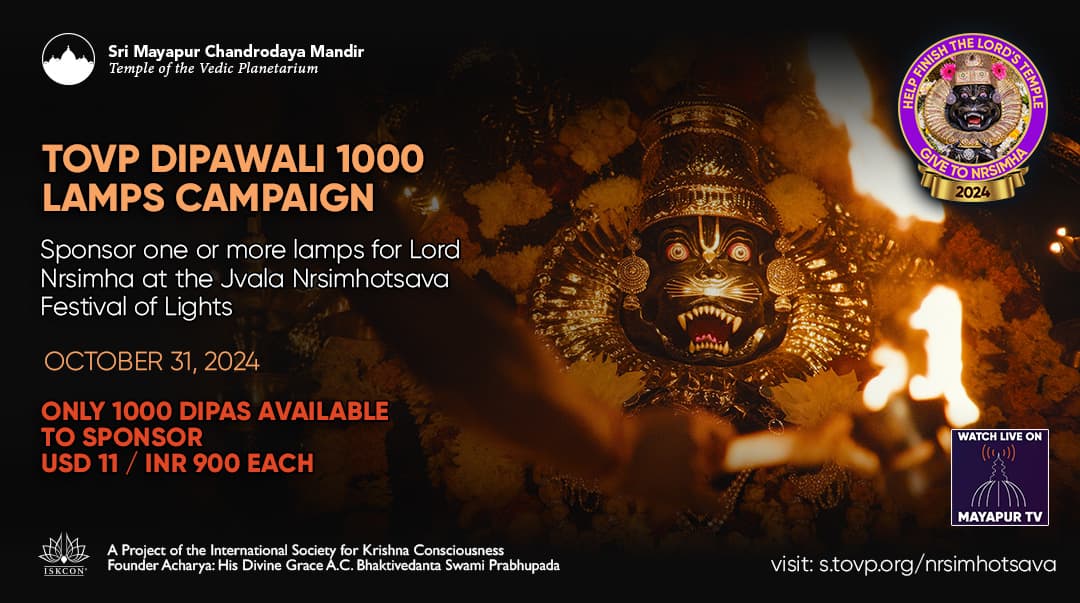 Sri Mayapur Chandrodaya Mandir
Temple of the Vedic Planetarium
HELP FINISH THE LORD'S TEMPLE
GIVE TO NRSIMHA
2024
TOVP DIPAWALI 1000
LAMPS CAMPAIGN
Sponsor one or more lamps for Lord
Nrsimha at the Jvala Nrsimhotsava
Festival of Lights
OCTOBER 31, 2024
ONLY 1000 DIPAS AVAILABLE
TO SPONSOR
USD 11 / INR 900 EACH
WATCH LIVE ON
MAYAPUR TV
ISKCON
A Project of the International Society for Krishna Consciousness
Founder Acharya: His Divine Grace A.C. Bhaktivedanta Swami Prabhupada
visit: s.tovp.org/nrsimhotsava